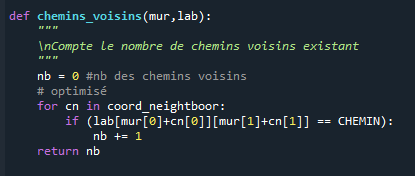 def chemins_voisins(mur,lab):
    """
    \nCompte le nombre de chemins voisins existant
    """
    nb = 0 #nb des chemins voisins
    # optimisé
    for cn in coord_neightboor:
        if (lab[mur[0]+cn[0]][mur[1]+cn[1]] == CHEMIN):
            nb += 1
    return nb